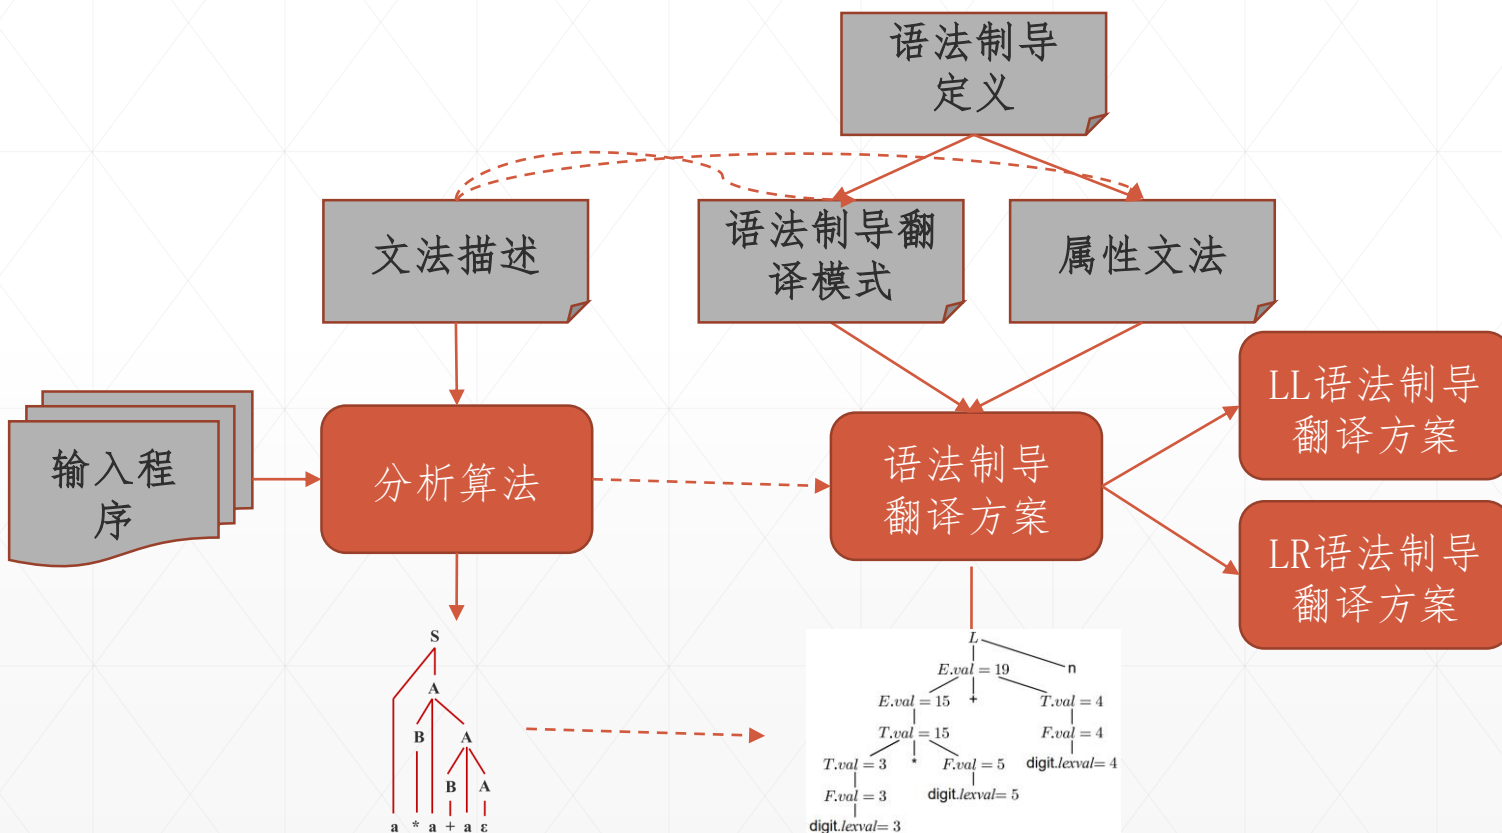 语法制导
定义
文法描述
语法制导翻
译模式
属性文法
输入程
序
分析算法
语法制导
翻译方案
LL语法制导
翻译方案
LR语法制导
翻译方案
S
A
B A
B A
a * a + a ε
L
E.val = 19 n
E.val = 15 + T.val = 4
T.val = 15 F.val = 4
T.val = 3 * F.val = 5 digit.lexval= 4
F.val = 3 digit.lexval= 5
digit.lexval= 3